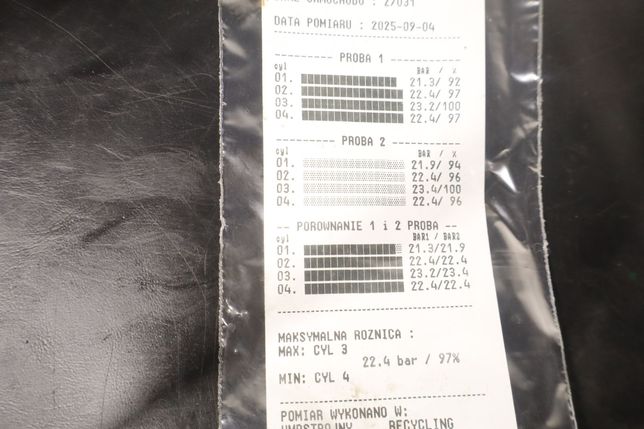 SAMOCHODU : 27031
DATA POMIARU : 2025-09-04
PROBA 1
cyl BAR / %
01. 21.3/ 92
02. 22.4/ 97
03. 23.2/100
04. 22.4/ 97
PROBA 2
cyl BAR / %
01. 21.9/ 94
02. 22.4/ 96
03. 23.4/100
04. 22.4/ 96
-- POROWNANIE 1 i 2 PROBA --
cyl BAR1 / BAR2
01. 21.3/21.9
02. 22.4/22.4
03. 23.2/23.4
04. 22.4/22.4
MAKSYMALNA ROZNICA :
MAX: CYL 3
22.4 bar / 97%
MIN: CYL 4
POMIAR WYKONANO W:
RECYCLING